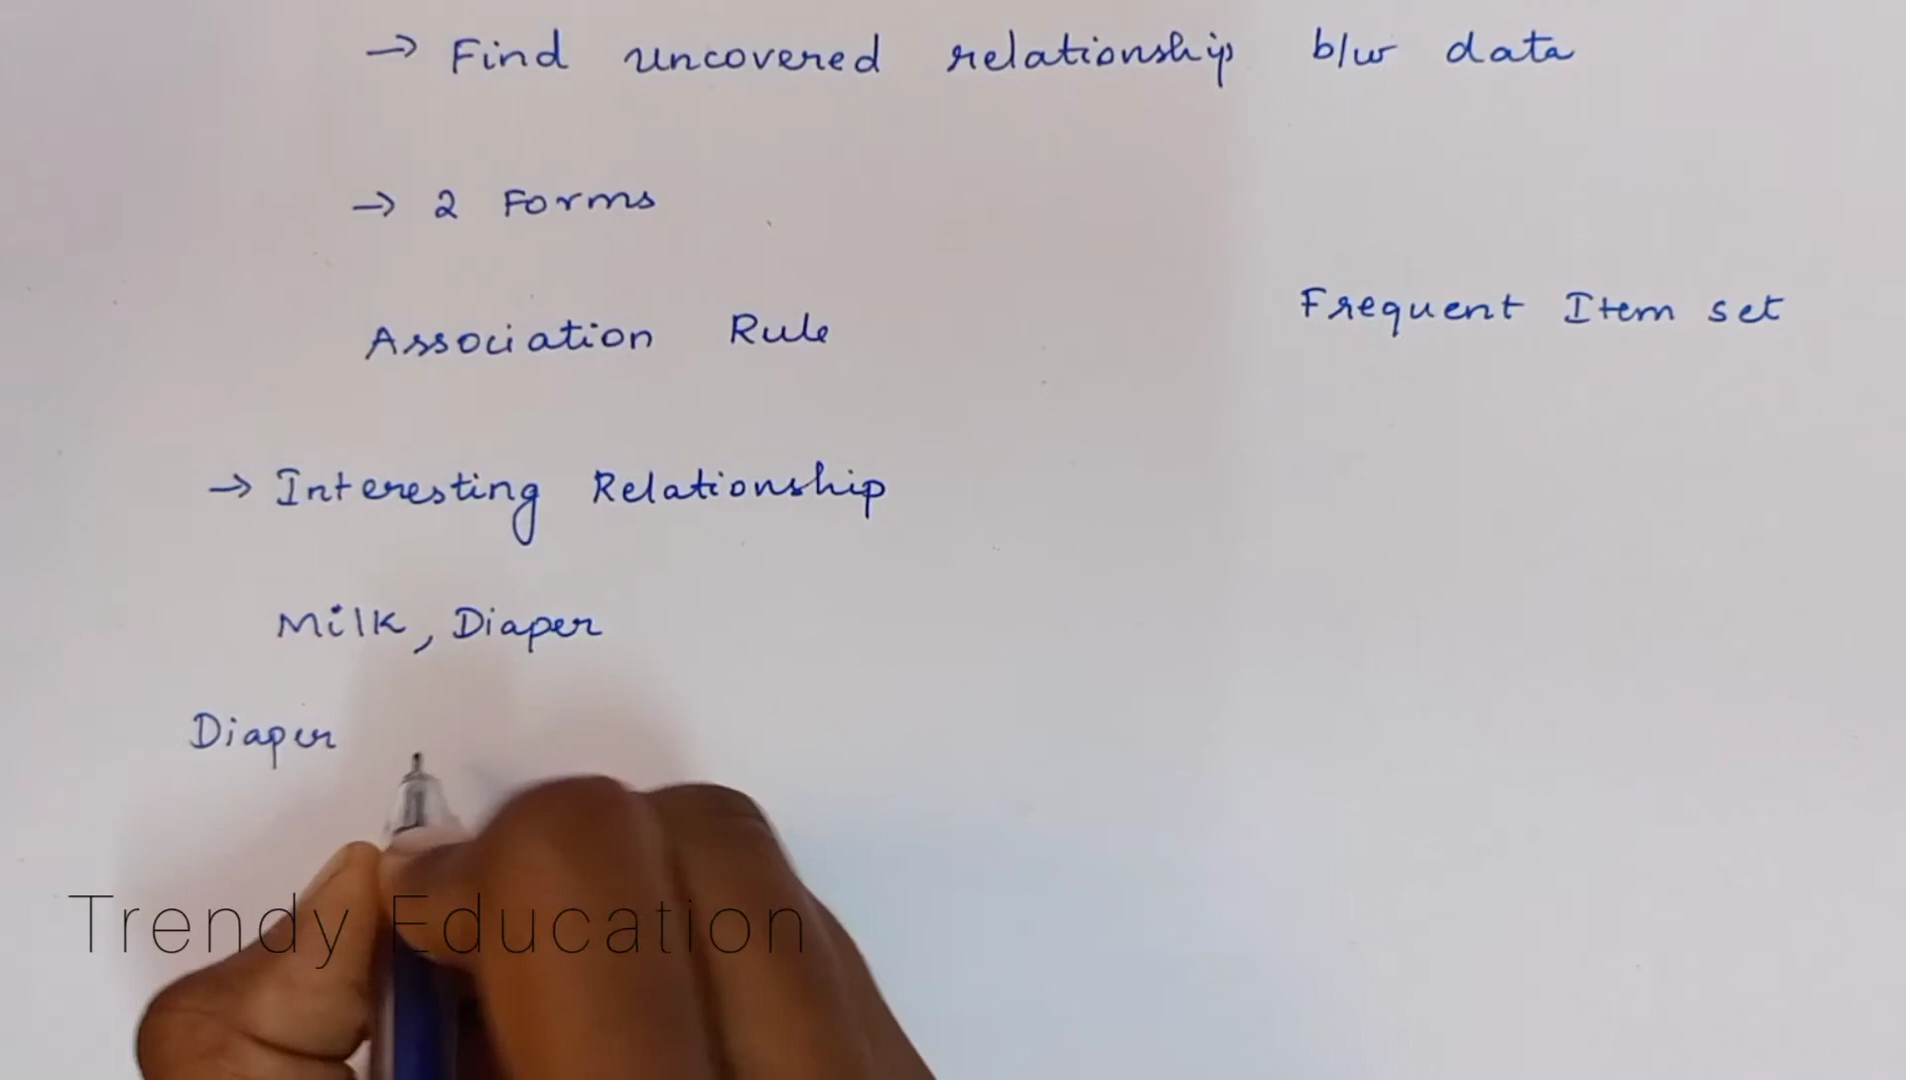 → Find uncovered relationship b/w data
→ 2 Forms
Association Rule
Frequent Item set
→ Interesting Relationship
Milk, Diaper
Diaper
Trendy Education